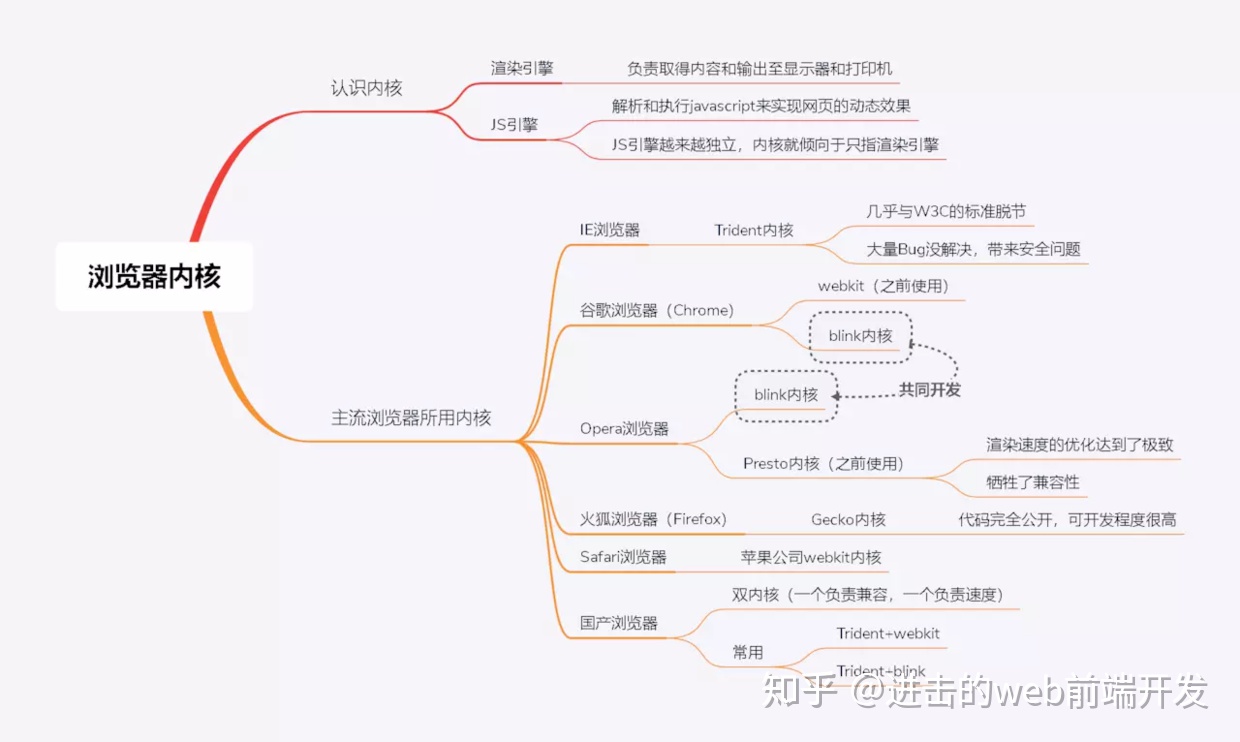 浏览器内核
认识内核
渲染引擎
负责取得内容和输出至显示器和打印机
JS引擎
解析和执行javascript来实现网页的动态效果
JS引擎越来越独立，内核就倾向于只指渲染引擎
主流浏览器所用内核
IE浏览器
Trident内核
几乎与W3C的标准脱节
大量Bug没解决，带来安全问题
谷歌浏览器（Chrome）
webkit（之前使用）
blink内核
共同开发
Opera浏览器
blink内核
Presto内核（之前使用）
渲染速度的优化达到了极致
牺牲了兼容性
火狐浏览器（Firefox）
Gecko内核
代码完全公开，可开发程度很高
Safari浏览器
苹果公司webkit内核
国产浏览器
双内核（一个负责兼容，一个负责速度）
常用
Trident+webkit
Trident+blink
知乎 @进击的web前端开发